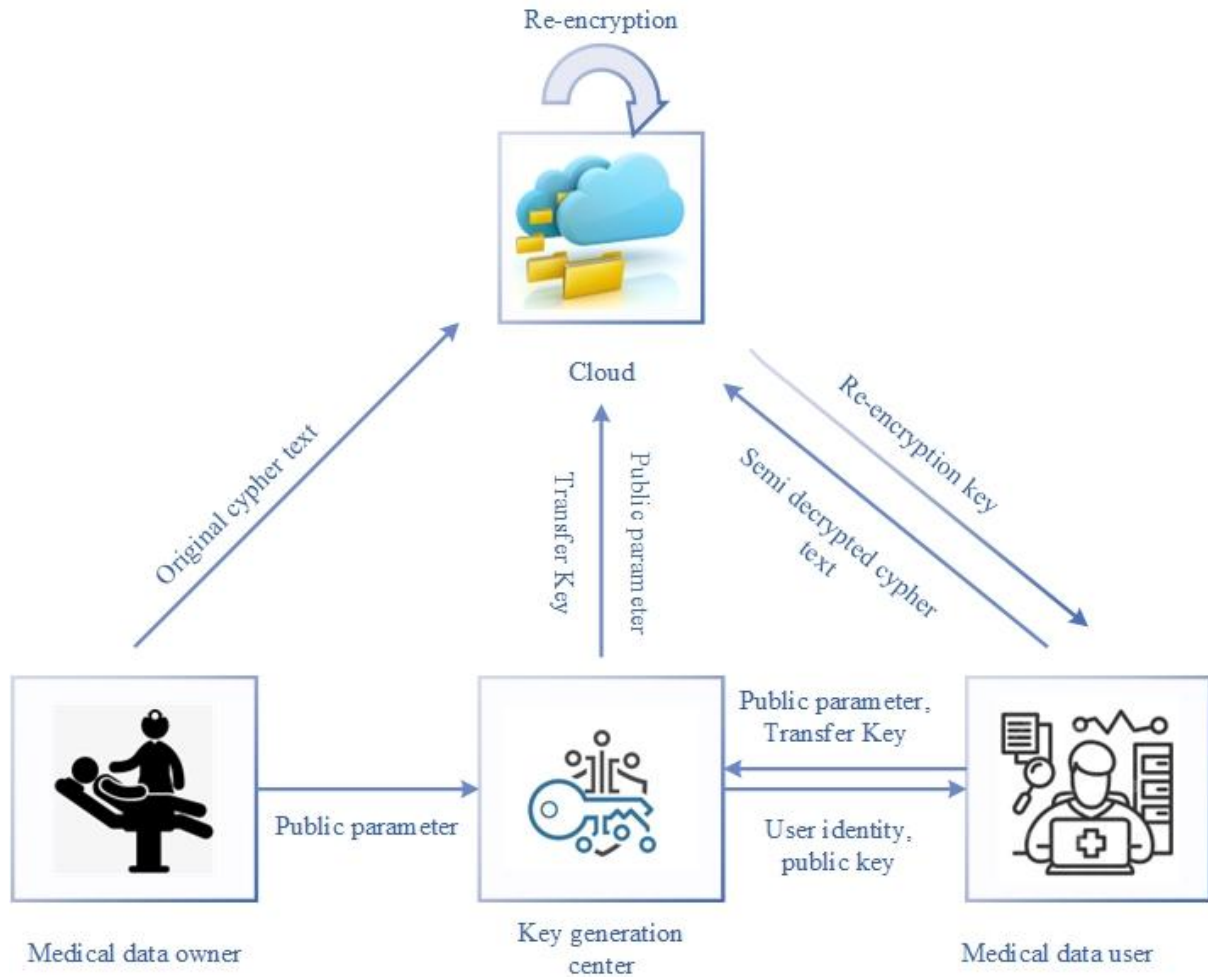 Re-encryption
Cloud
Original cypher text
Transfer Key
Public parameter
Re-encryption key
Semi decrypted cypher
text
Public parameter
Public parameter,
Transfer Key
User identity,
public key
Medical data owner
Key generation
center
Medical data user